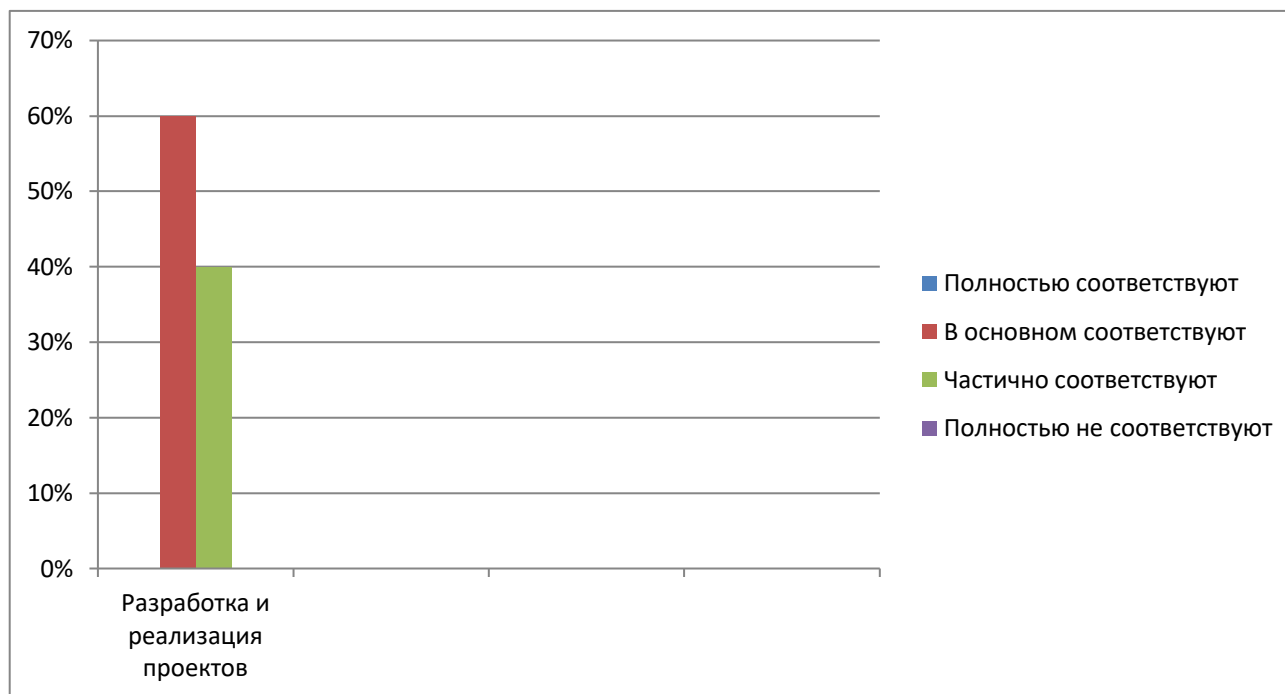 70%
60%
50%
40%
30%
20%
10%
0%
Разработка и
реализация
проектов
Полностью соответствуют
В основном соответствуют
Частично соответствуют
Полностью не соответствуют